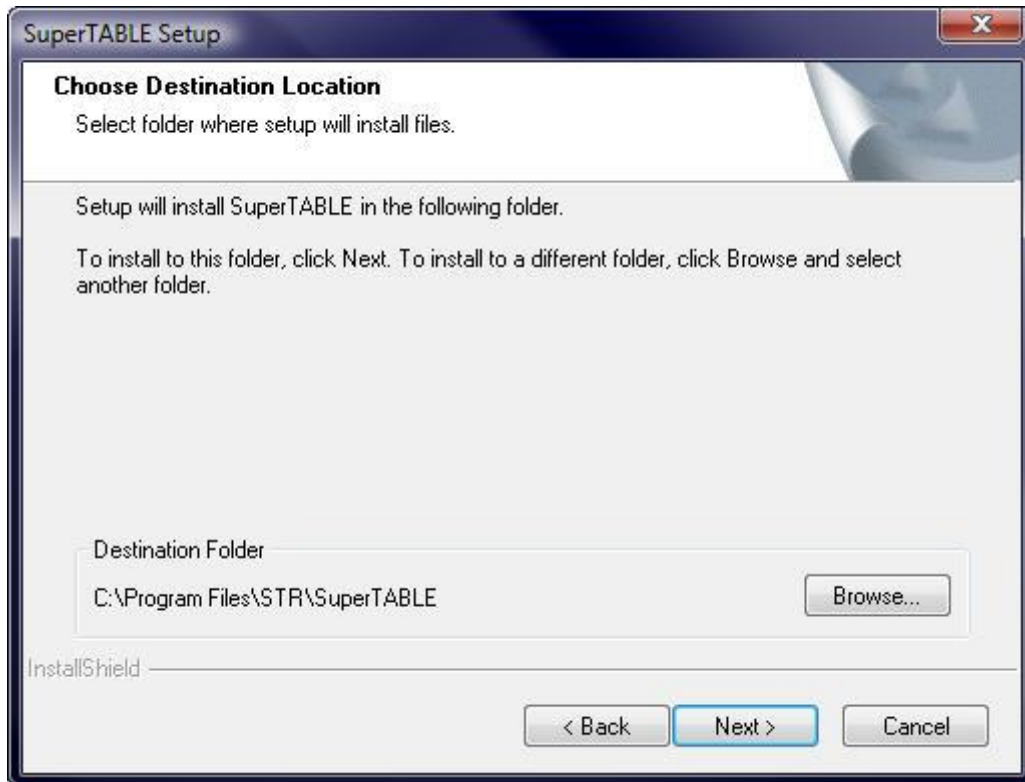 SuperTABLE Setup
Choose Destination Location
Select folder where setup will install files.
Setup will install SuperTABLE in the following folder.
To install to this folder, click Next. To install to a different folder, click Browse and select
another folder.
Destination Folder
C:\Program Files\STR\SuperTABLE
Browse...
InstallShield
< Back
Next >
Cancel